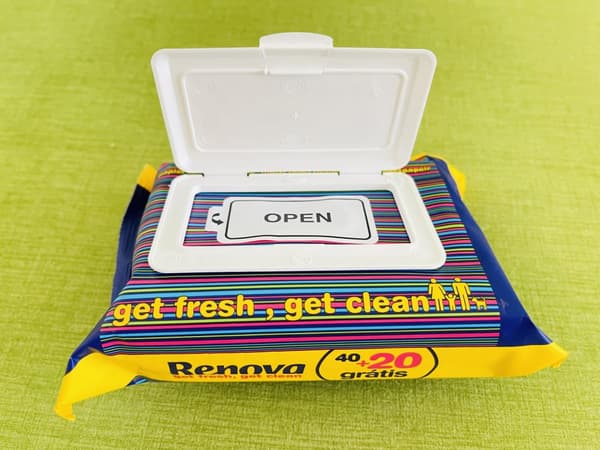 OPEN
get fresh , get clean
Renova
get fresh, get clean
40+20
grátis